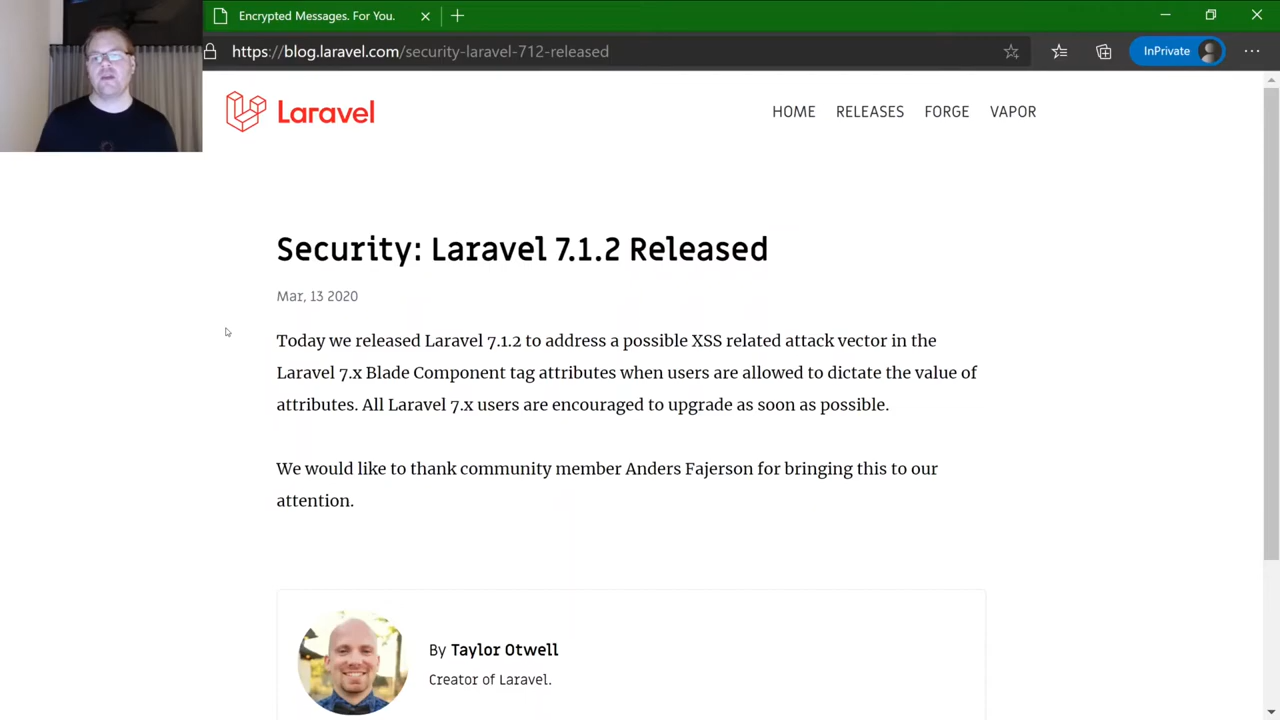 Encrypted Messages. For You.
https://blog.laravel.com/security-laravel-712-released
InPrivate
Laravel
HOME RELEASES FORGE VAPOR
Security: Laravel 7.1.2 Released
Mar, 13 2020
Today we released Laravel 7.1.2 to address a possible XSS related attack vector in the
Laravel 7.x Blade Component tag attributes when users are allowed to dictate the value of
attributes. All Laravel 7.x users are encouraged to upgrade as soon as possible.
We would like to thank community member Anders Fajerson for bringing this to our
attention.
By Taylor Otwell
Creator of Laravel.